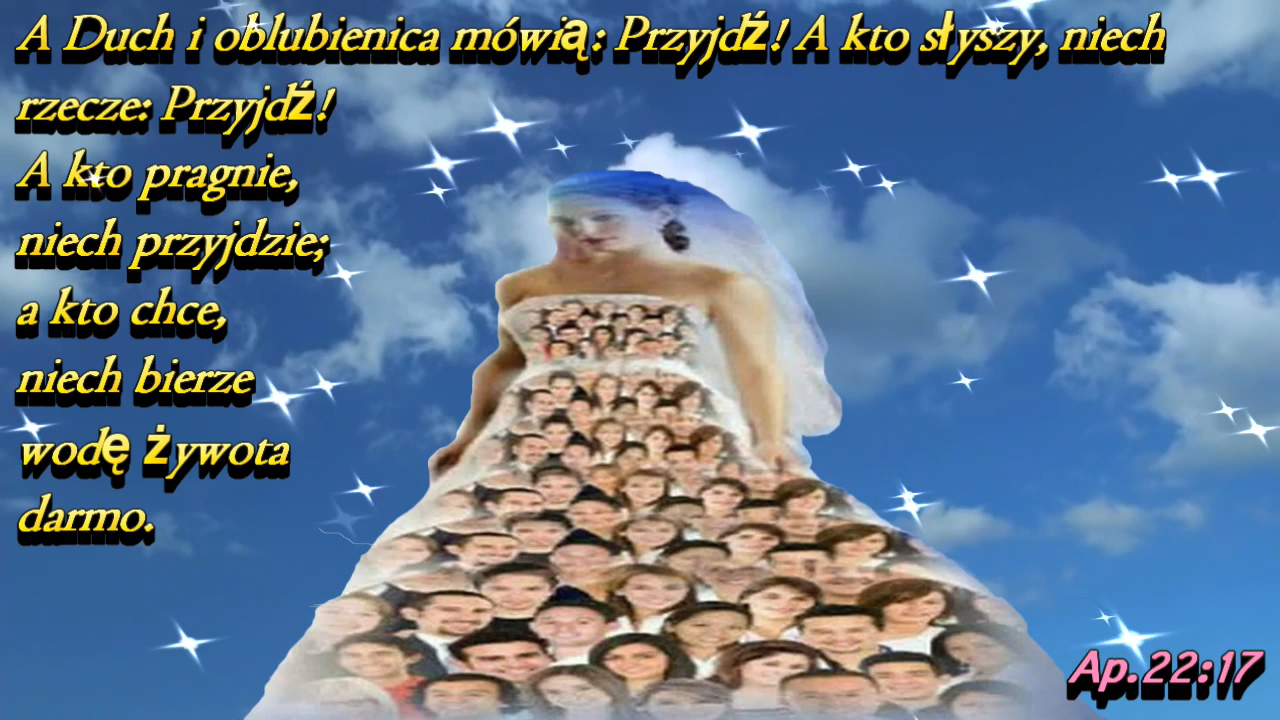 A Duch i oblubienica mówią: Przyjdź! A kto słyszy, niech
rzecze: Przyjdź!
A kto pragnie,
niech przyjdzie;
a kto chce,
niech bierze
wodę żywota
darmo.
Ap.22:17